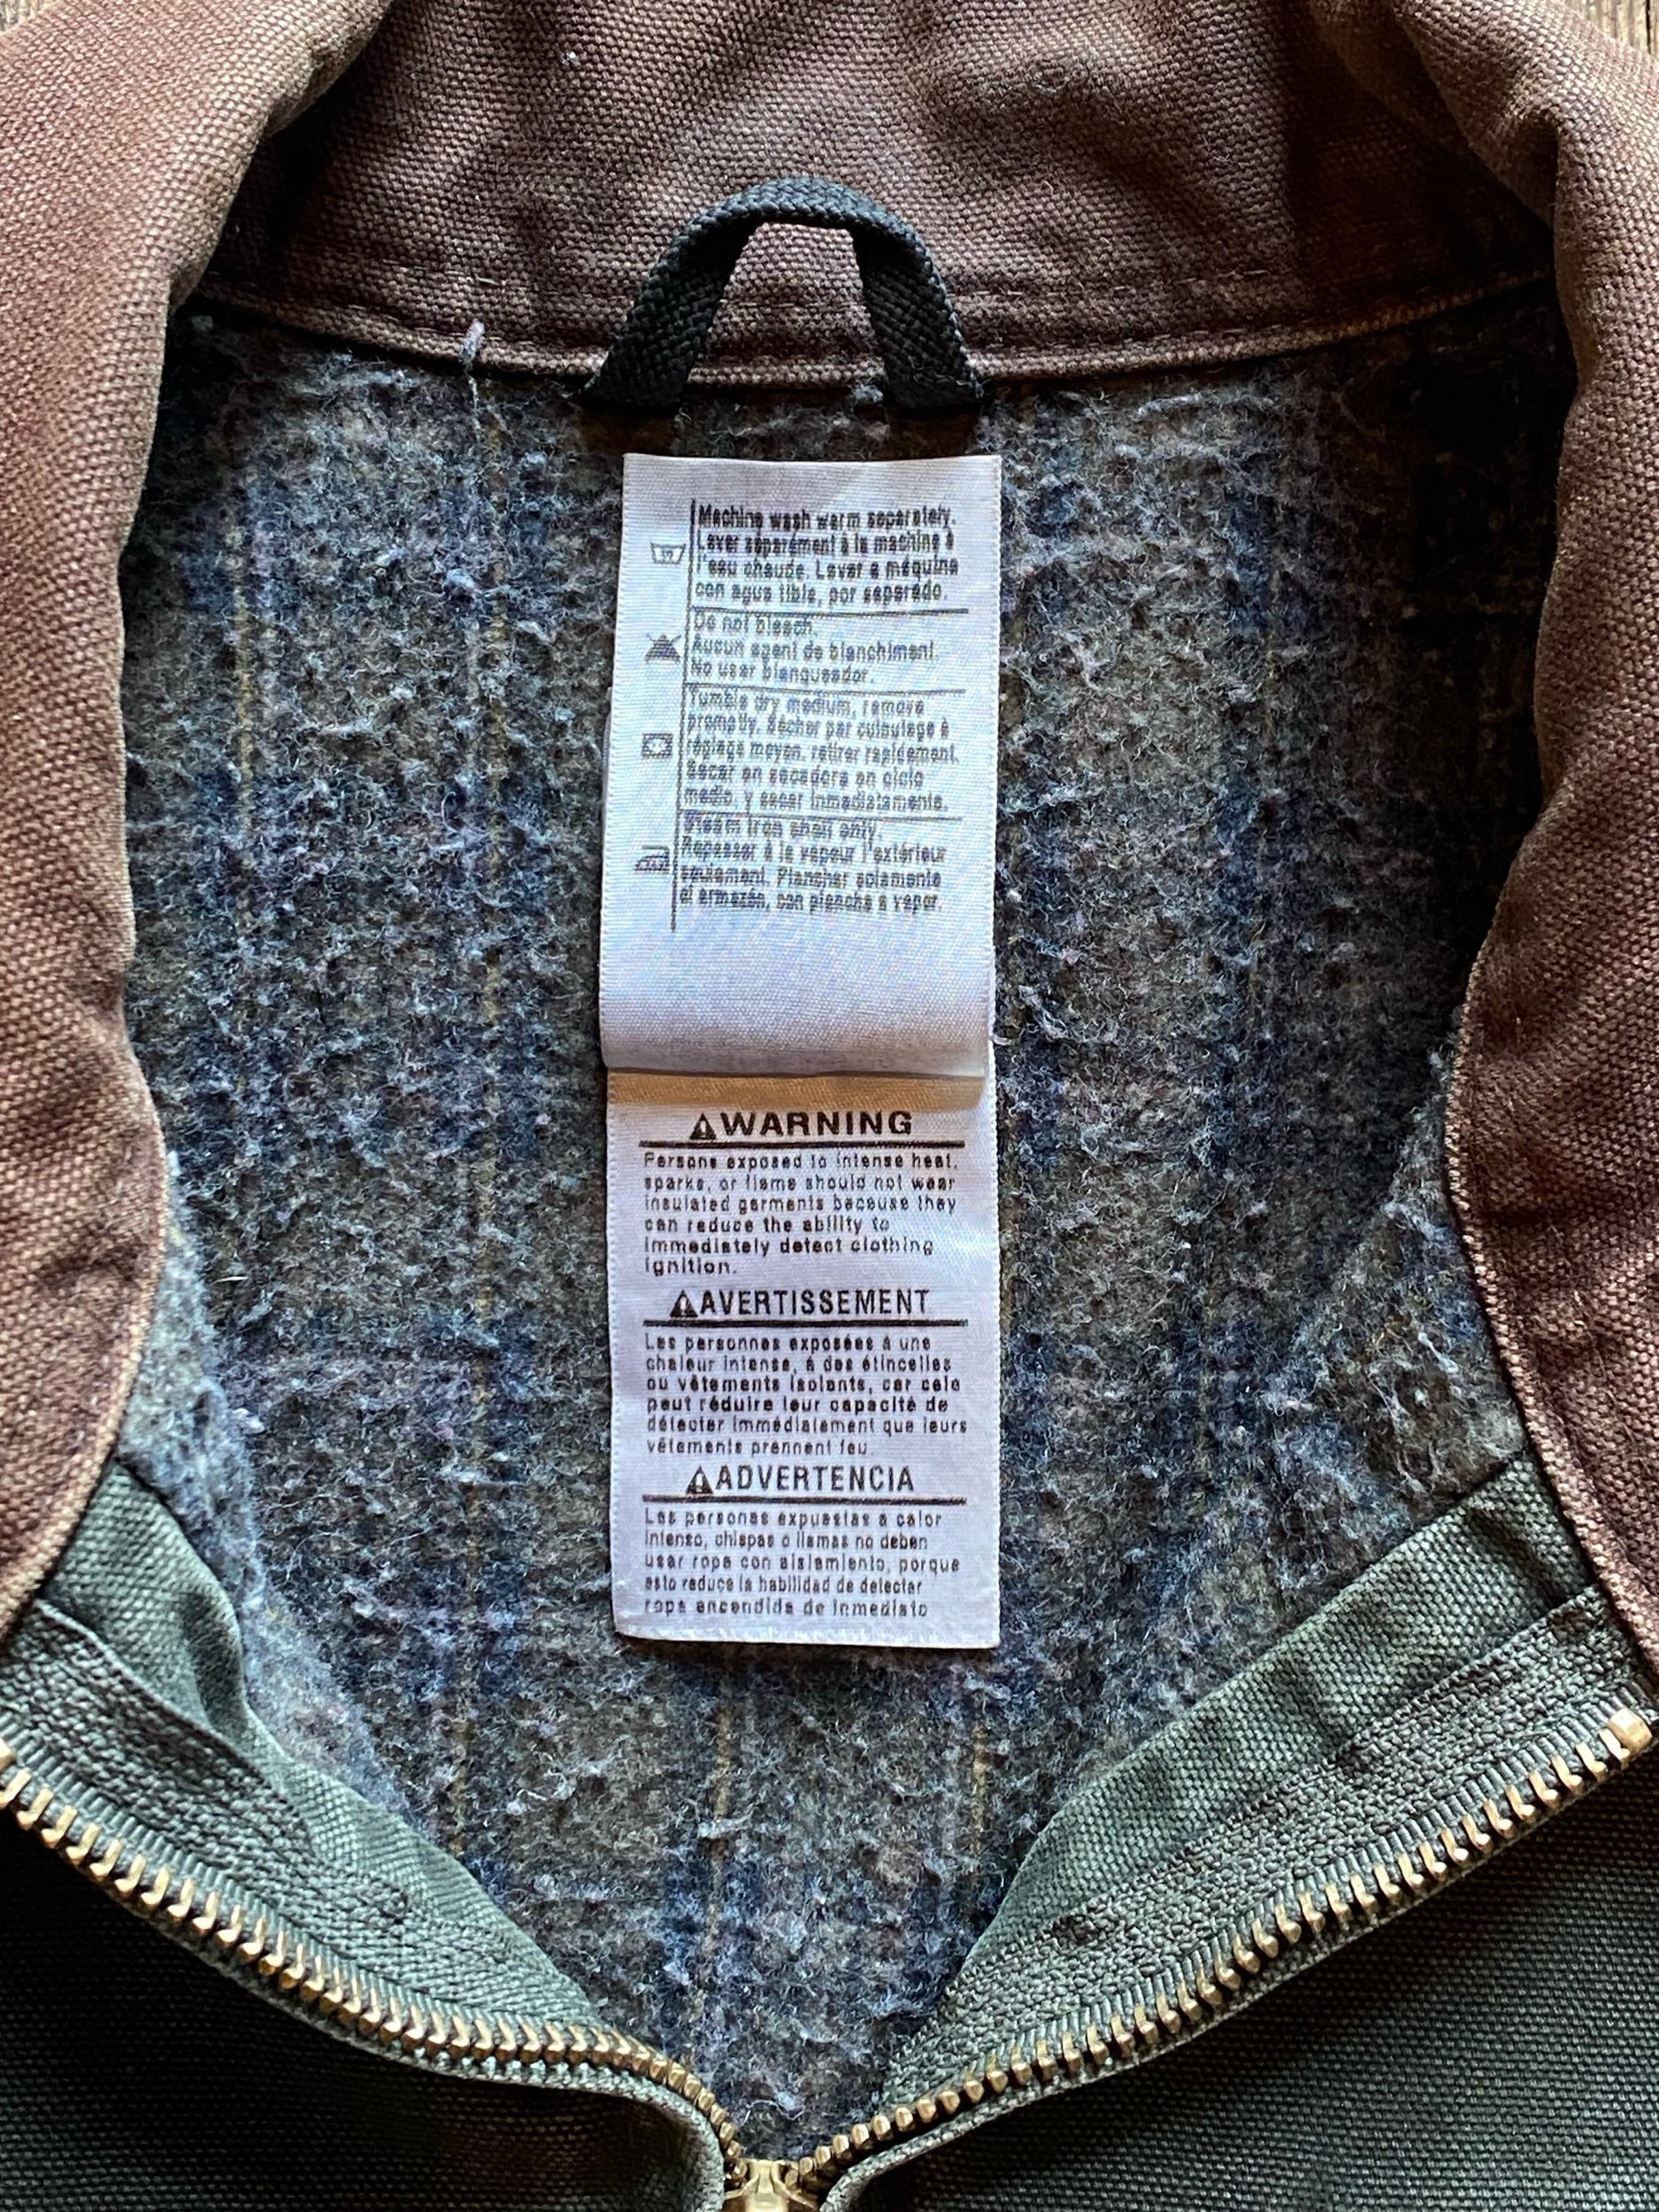 Machine wash warm separately.
Laver séparément à la machine à
l'eau chaude. Lavar a máquina
con agua tibia, por separado.
Do not bleach.
Aucun agent de blanchiment.
No usar blanqueador.
Tumble dry medium, remove
promptly. Sécher par culbutage à
réglage moyen. retirer rapidement.
Secar en secadora en ciclo
medio, y sacar inmediatamente.
Steam iron shell only.
Repasser à la vapeur l'extérieur
seulement. Planchar solamente
el armazón, con plancha a vapor.
WARNING
Persons exposed to intense heat,
sparks, or flame should not wear
insulated garments because they
can reduce the ability to
immediately detect clothing
ignition.
AVERTISSEMENT
Les personnes exposées à une
chaleur intense, à des étincelles
ou vêtements isolants, car cela
peut réduire leur capacité de
détecter immédiatement que leurs
vêtements prennent feu.
ADVERTENCIA
Las personas expuestas a calor
intenso, chispas o llamas no deben
usar ropa con aislamiento, porque
esto reduce la habilidad de detectar
ropa encendida de inmediato